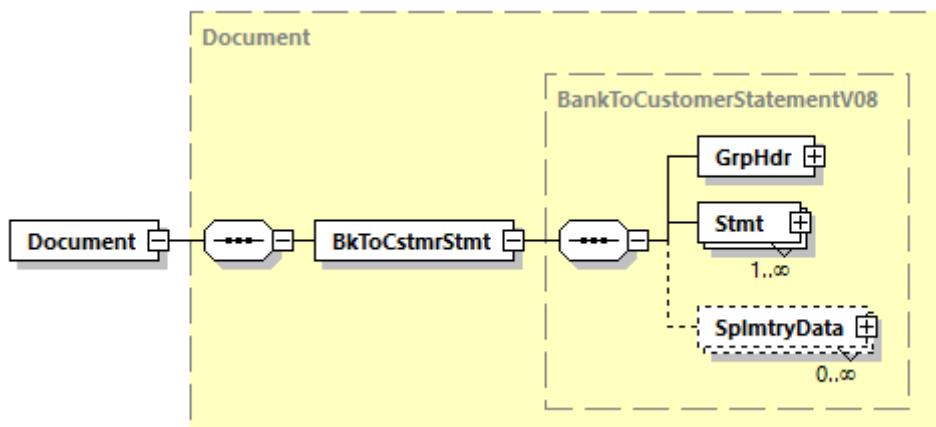 Document
BankToCustomerStatementV08
GrpHdr
Document
BkToCstmrStmt
Stmt
1..∞
SplmtryData
0..∞